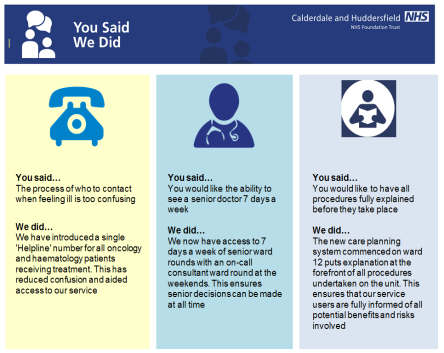 You Said
We Did
Calderdale and Huddersfield NHS
NHS Foundation Trust
You said...
The process of who to contact
when feeling ill is too confusing
We did...
We have introduced a single
'Helpline' number for all oncology
and haematology patients
receiving treatment. This has
reduced confusion and aided
access to our service
You said...
You would like the ability to
see a senior doctor 7 days a
week
We did...
We now have access to 7
days a week of senior ward
rounds with an on-call
consultant ward round at the
weekends. This ensures
senior decisions can be made
at all time
You said...
You would like to have all
procedures fully explained
before they take place
We did...
The new care planning
system commenced on ward
12 puts explanation at the
forefront of all procedures
undertaken on the unit. This
ensures that our service
users are fully informed of all
potential benefits and risks
involved